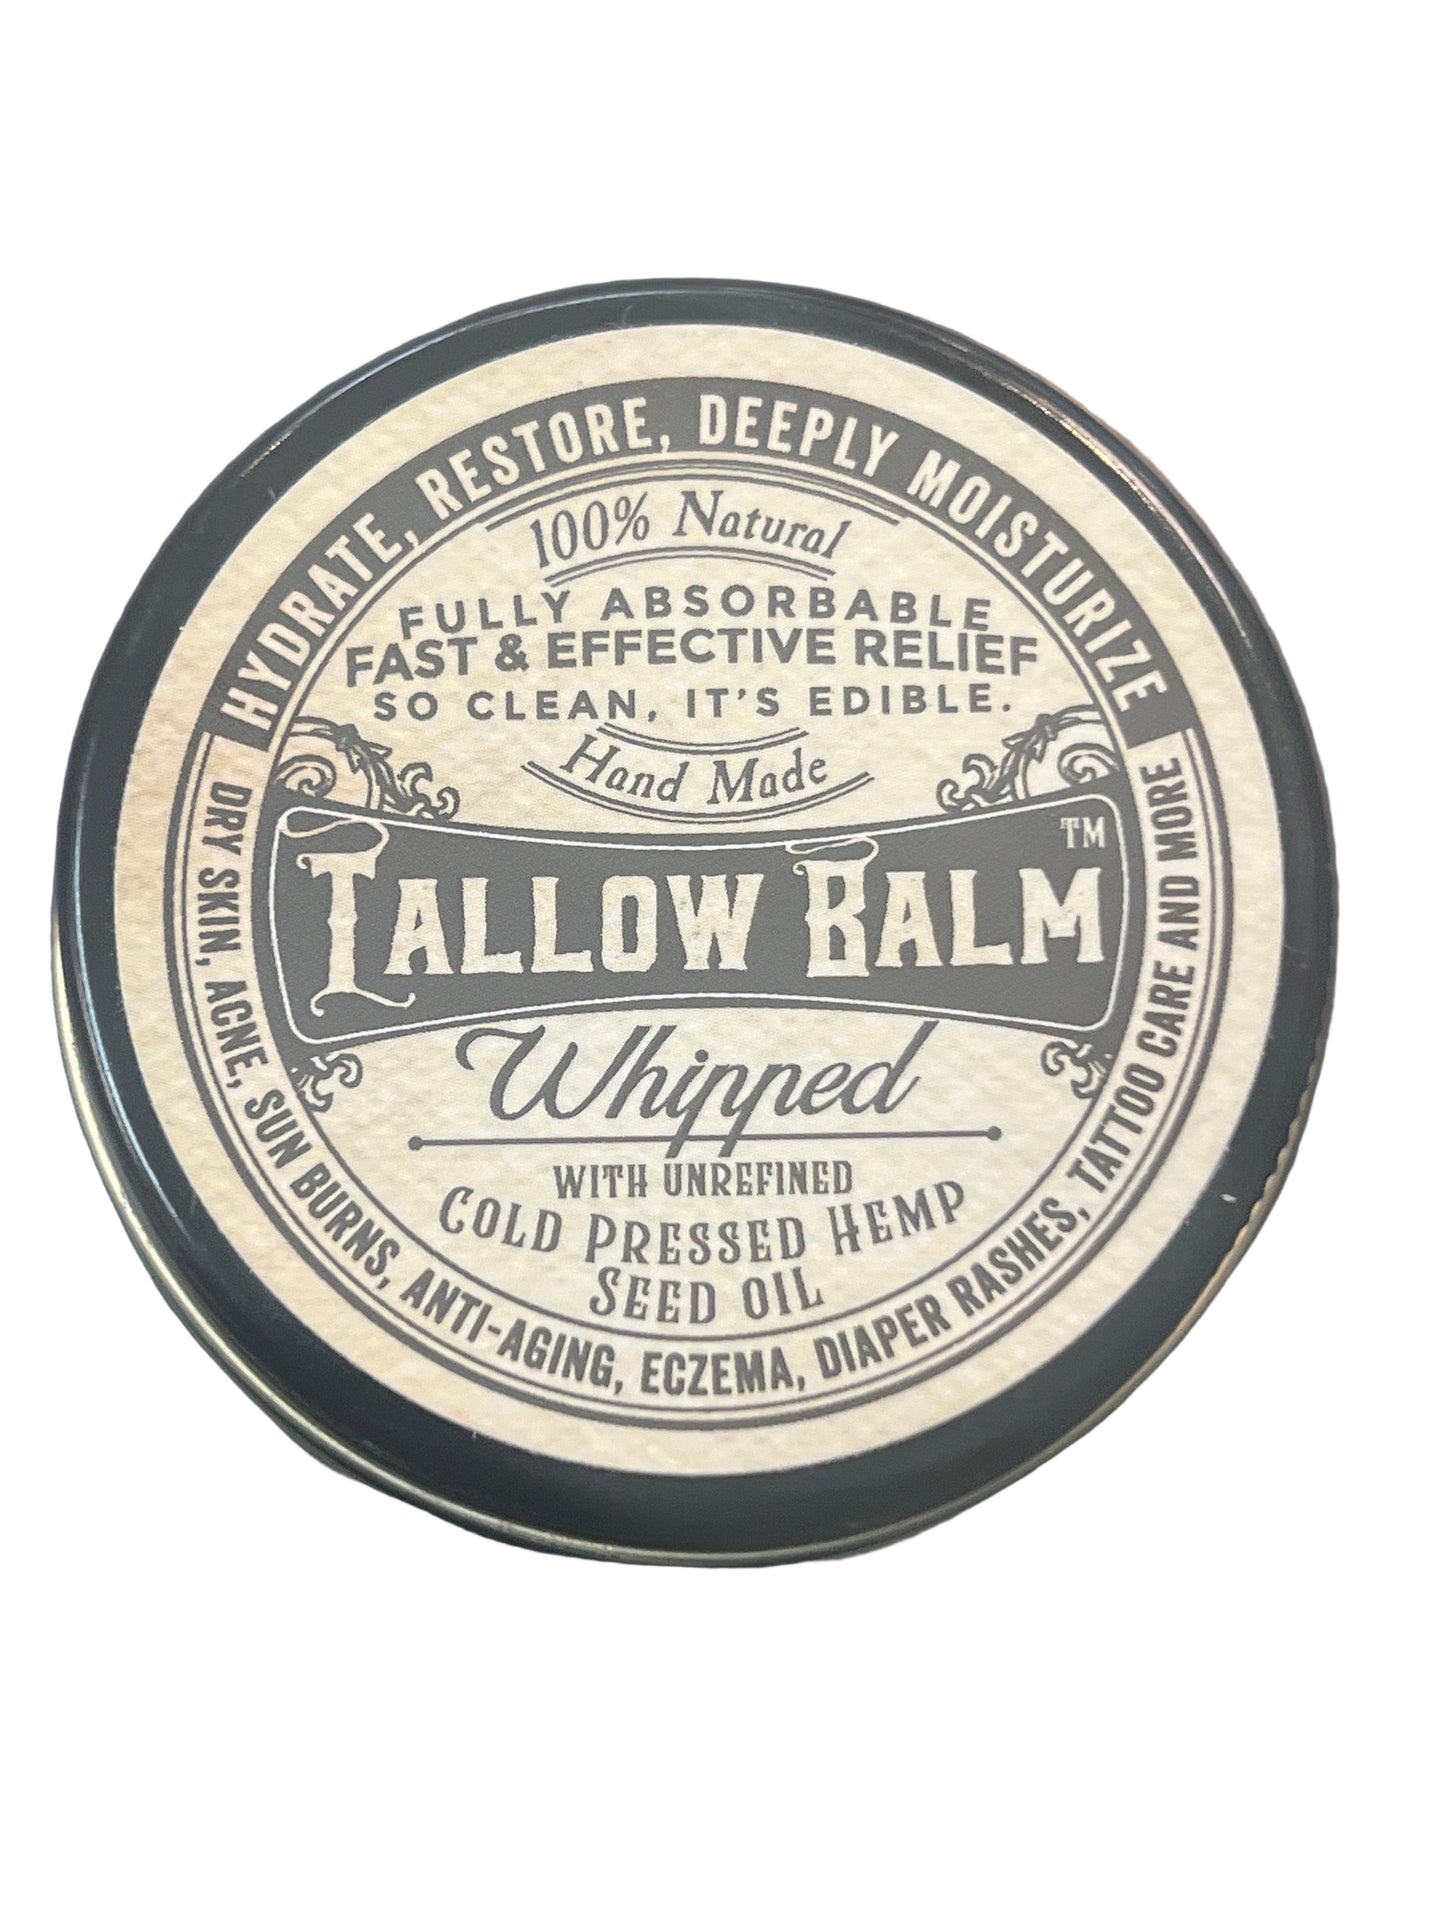 HYDRATE, RESTORE, DEEPLY MOISTURIZE
100% Natural
FULLY ABSORBABLE
FAST & EFFECTIVE RELIEF
SO CLEAN, IT'S EDIBLE.
Hand Made
TALLOW BALM™
Whipped
WITH UNREFINED
COLD PRESSED HEMP
SEED OIL
DRY SKIN, ACNE, SUN BURNS, ANTI-AGING, ECZEMA, DIAPER RASHES, TATTOO CARE AND MORE